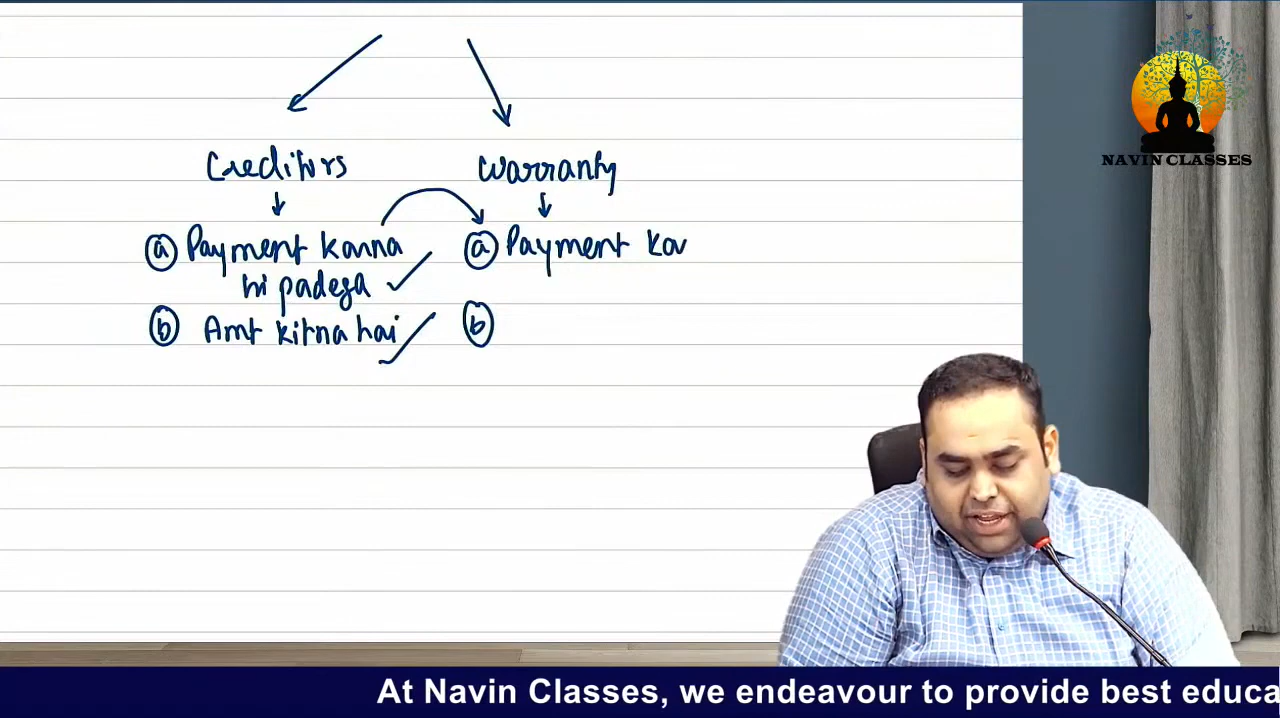 Creditors
Warranty
(a) Payment karna
hi padega
(b) Amt kitna hai
(a) Payment kar
(b)
NAVIN CLASSES
At Navin Classes, we endeavour to provide best educa